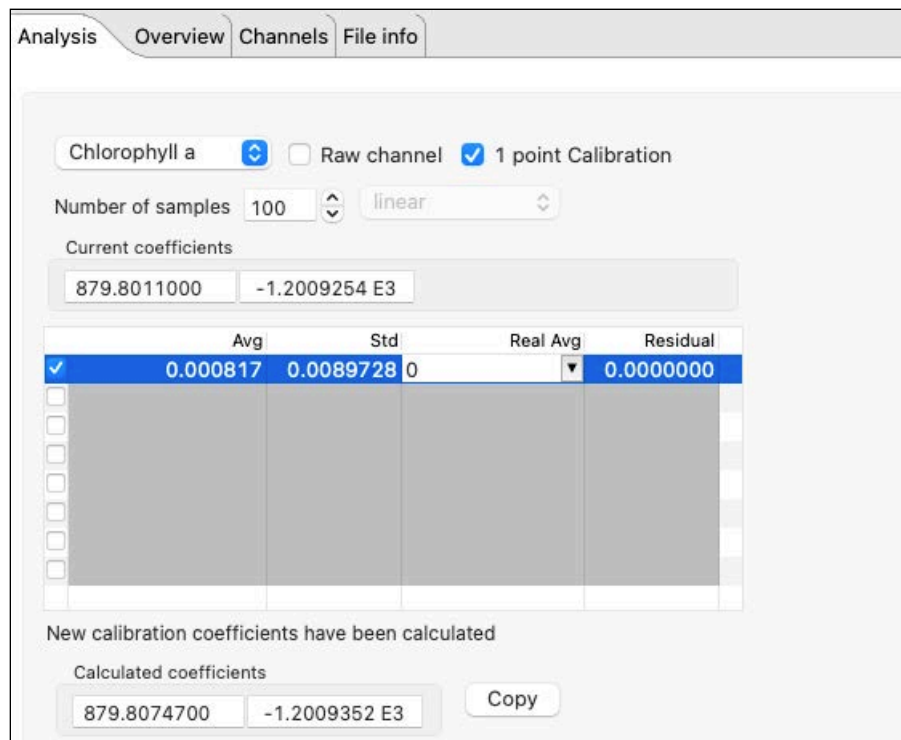 Analysis Overview Channels File info
Chlorophyll a Raw channel 1 point Calibration
Number of samples 100 linear
Current coefficients
879.8011000 -1.2009254 E3
Avg Std Real Avg Residual
0.000817 0.0089728 0 0.0000000
New calibration coefficients have been calculated
Calculated coefficients
879.8074700 -1.2009352 E3 Copy